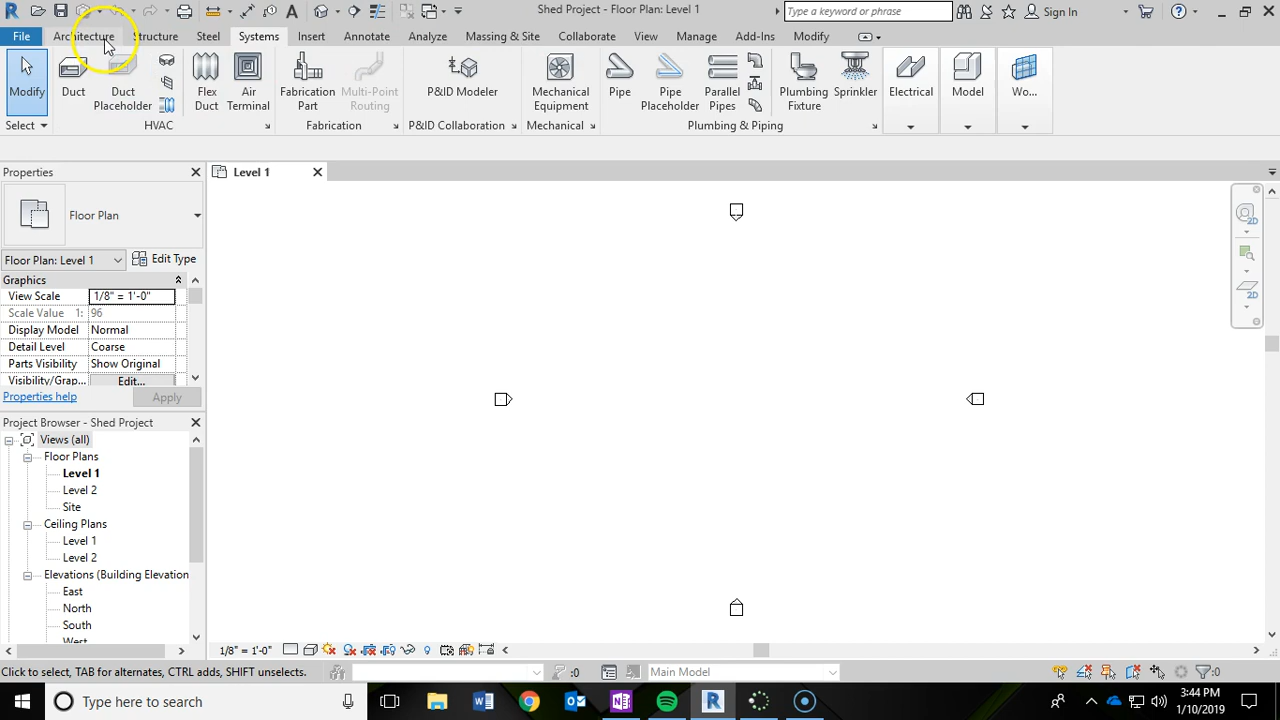 Shed Project - Floor Plan: Level 1
Type a keyword or phrase
Sign In
File Architecture Structure Steel Systems Insert Annotate Analyze Massing & Site Collaborate View Manage Add-Ins Modify
Modify
Duct
Duct
Placeholder
Flex
Duct
Air
Terminal
Fabrication
Part
Multi-Point
Routing
P&ID Modeler
Mechanical
Equipment
Pipe
Pipe
Placeholder
Parallel
Pipes
Plumbing
Fixture
Sprinkler
Electrical
Model
Wo...
Select HVAC Fabrication P&ID Collaboration Mechanical Plumbing & Piping
Properties
Level 1
Floor Plan
Floor Plan: Level 1
Edit Type
Graphics
View Scale 1/8" = 1'-0"
Scale Value 1: 96
Display Model Normal
Detail Level Coarse
Parts Visibility Show Original
Visibility/Grap... Edit...
Properties help Apply
Project Browser - Shed Project
Views (all)
Floor Plans
Level 1
Level 2
Site
Ceiling Plans
Level 1
Level 2
Elevations (Building Elevation
East
North
South
West
2D
2D
1/8" = 1'-0"
Click to select, TAB for alternates, CTRL adds, SHIFT unselects.
:0
Main Model
:0
Type here to search
3:44 PM
1/10/2019